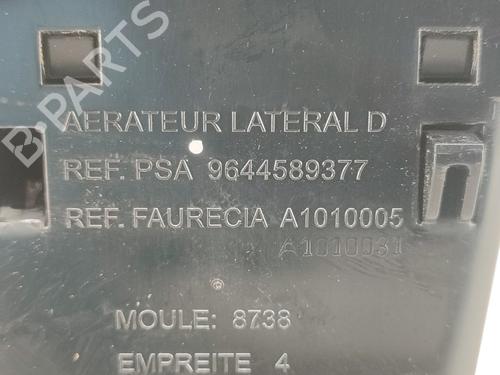 B-PARTS
AERATEUR LATERAL D
REF. PSA 9644589377
REF. FAURECIA A1010005
A1010031
MOULE: 8738
EMPREITE 4